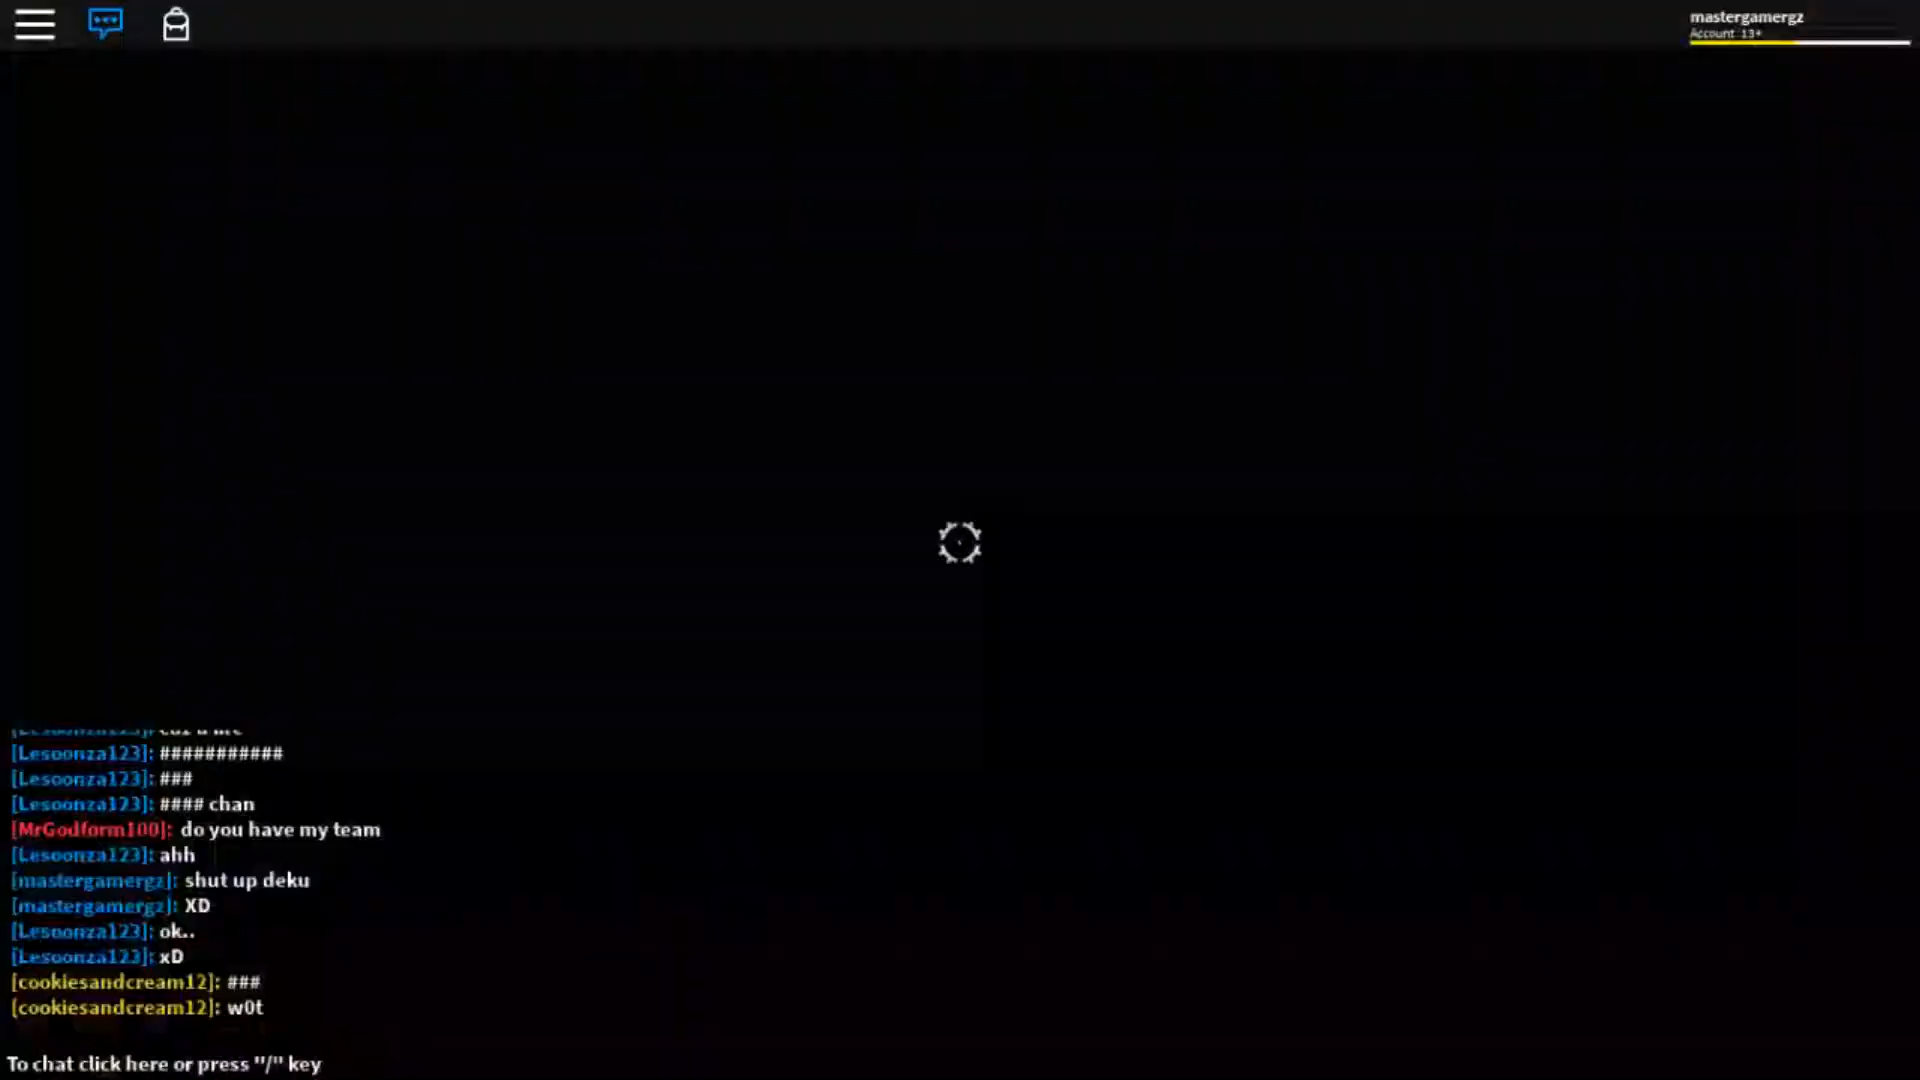 mastergamergz
Account: 13+
[Lesoonza123]: ###########
[Lesoonza123]: ###
[Lesoonza123]: #### chan
[MrGodform100]: do you have my team
[Lesoonza123]: ahh
[mastergamergz]: shut up deku
[mastergamergz]: XD
[Lesoonza123]: ok..
[Lesoonza123]: xD
[cookiesandcream12]: ###
[cookiesandcream12]: w0t
To chat click here or press "/" key